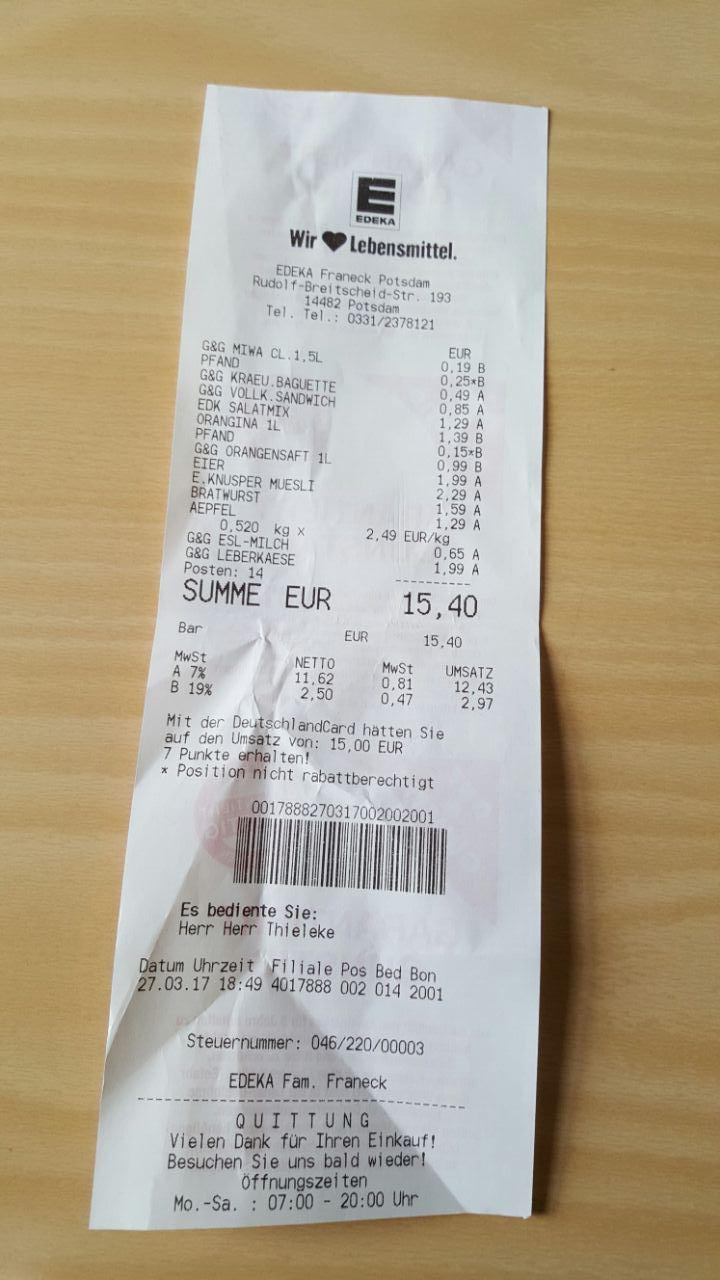 E
EDEKA
Wir Lebensmittel.
EDEKA Franeck Potsdam
Rudolf-Breitscheid-Str. 193
14482 Potsdam
Tel. Tel.: 0331/2378121
EUR
G&G MIWA CL.1,5L 0,19 B
PFAND 0,25*B
G&G KRAEU.BAGUETTE 0,49 A
G&G VOLLK.SANDWICH 0,85 A
EDK SALATMIX 1,29 A
ORANGINA 1L 1,39 B
PFAND 0,15*B
G&G ORANGENSAFT 1L 0,99 B
EIER 1,99 A
E.KNUSPER MUESLI 2,29 A
BRATWURST 1,59 A
AEPFEL 1,29 A
0,520 kg x 2,49 EUR/kg
G&G ESL-MILCH 0,65 A
G&G LEBERKAESE 1,99 A
Posten: 14
----------
SUMME EUR 15,40
Bar EUR 15,40
MwSt NETTO MwSt UMSATZ
A 7% 11,62 0,81 12,43
B 19% 2,50 0,47 2,97
Mit der DeutschlandCard hätten Sie
auf den Umsatz von: 15,00 EUR
7 Punkte erhalten!
* Position nicht rabattberechtigt
0017888270317002002001
Es bediente Sie:
Herr Herr Thieleke
Datum Uhrzeit Filiale Pos Bed Bon
27.03.17 18:49 4017888 002 014 2001
Steuernummer: 046/220/00003
EDEKA Fam. Franeck
----------------------------------------
Q U I T T U N G
Vielen Dank für Ihren Einkauf!
Besuchen Sie uns bald wieder!
Öffnungszeiten
Mo.-Sa. : 07:00 - 20:00 Uhr